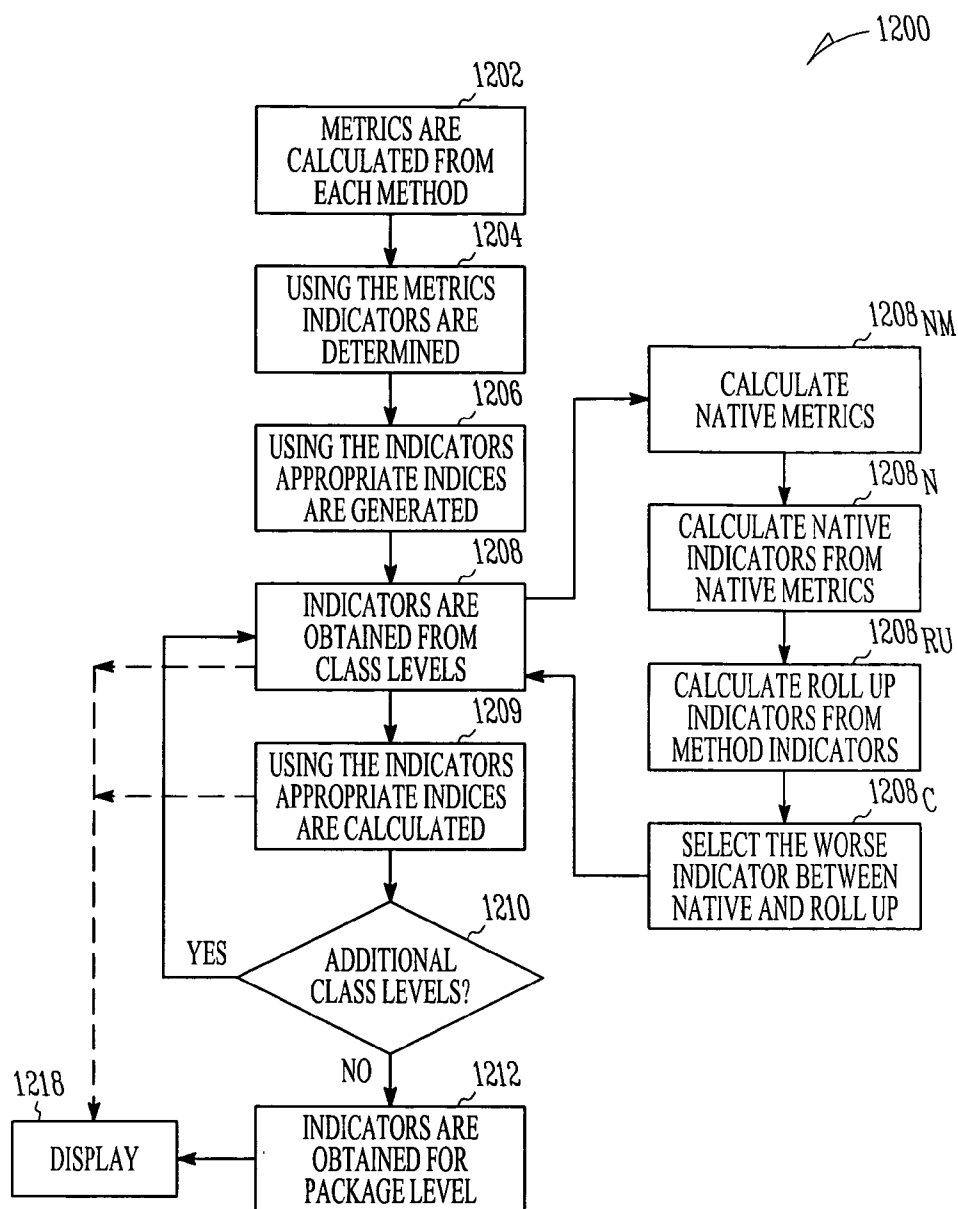 1200
1202
METRICS ARE
CALCULATED FROM
EACH METHOD
1204
USING THE METRICS
INDICATORS ARE
DETERMINED
1206
USING THE INDICATORS
APPROPRIATE INDICES
ARE GENERATED
1208
INDICATORS ARE
OBTAINED FROM
CLASS LEVELS
1208NM
CALCULATE
NATIVE METRICS
1208N
CALCULATE NATIVE
INDICATORS FROM
NATIVE METRICS
1208RU
CALCULATE ROLL UP
INDICATORS FROM
METHOD INDICATORS
1208C
SELECT THE WORSE
INDICATOR BETWEEN
NATIVE AND ROLL UP
1209
USING THE INDICATORS
APPROPRIATE INDICES
ARE CALCULATED
1210
ADDITIONAL
CLASS LEVELS?
YES
NO
1212
INDICATORS ARE
OBTAINED FOR
PACKAGE LEVEL
1218
DISPLAY